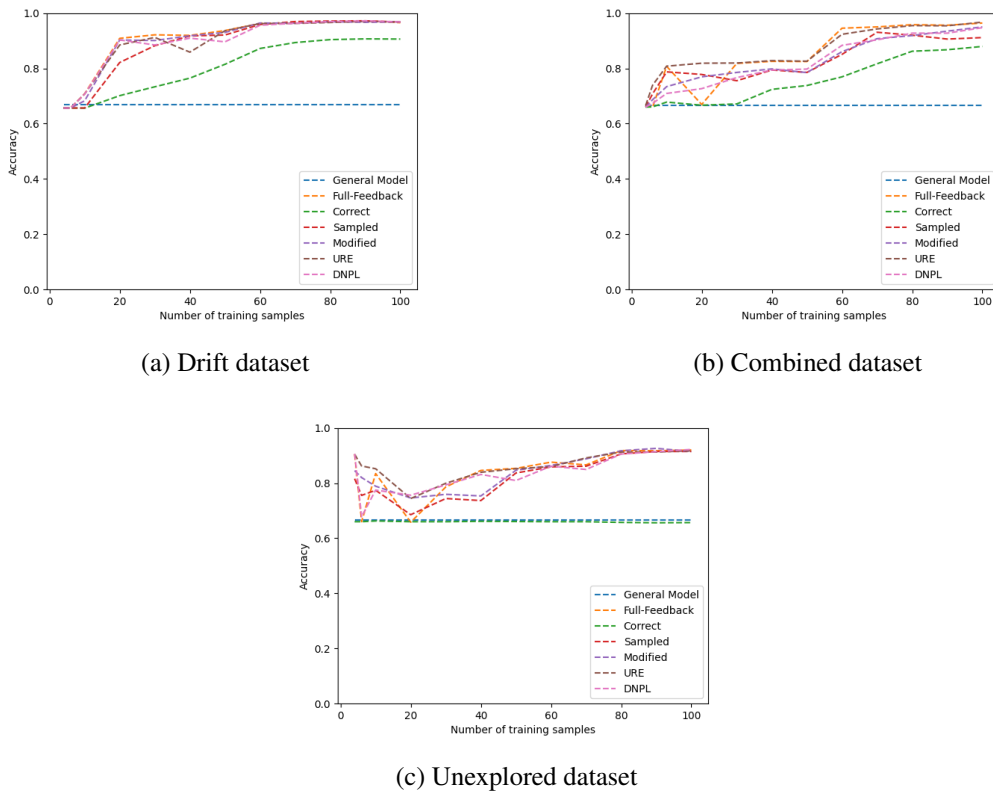 1.0
0.8
0.6
0.4
0.2
0.0
Accuracy
General Model
Full-Feedback
Correct
Sampled
Modified
URE
DNPL
0 20 40 60 80 100
Number of training samples
(a) Drift dataset
1.0
0.8
0.6
0.4
0.2
0.0
Accuracy
General Model
Full-Feedback
Correct
Sampled
Modified
URE
DNPL
0 20 40 60 80 100
Number of training samples
(b) Combined dataset
1.0
0.8
0.6
0.4
0.2
0.0
Accuracy
General Model
Full-Feedback
Correct
Sampled
Modified
URE
DNPL
0 20 40 60 80 100
Number of training samples
(c) Unexplored dataset